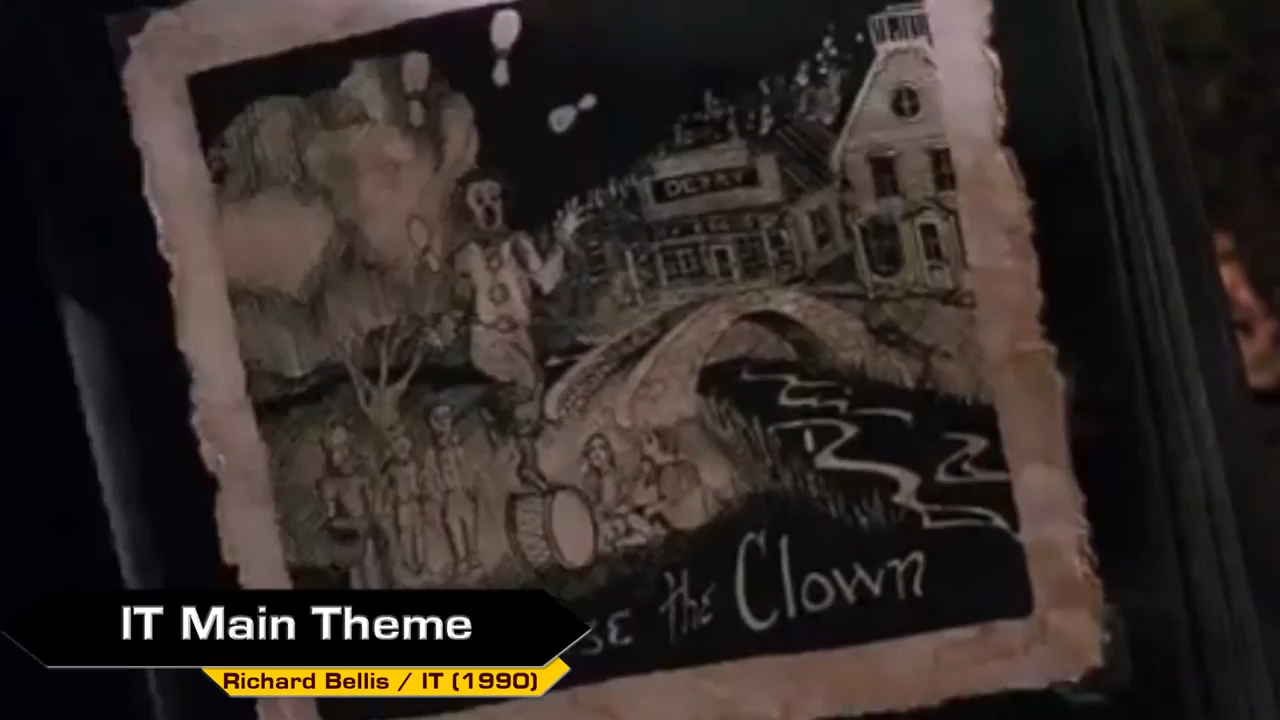 DERRY
the Clown
IT Main Theme
Richard Bellis / IT (1990)